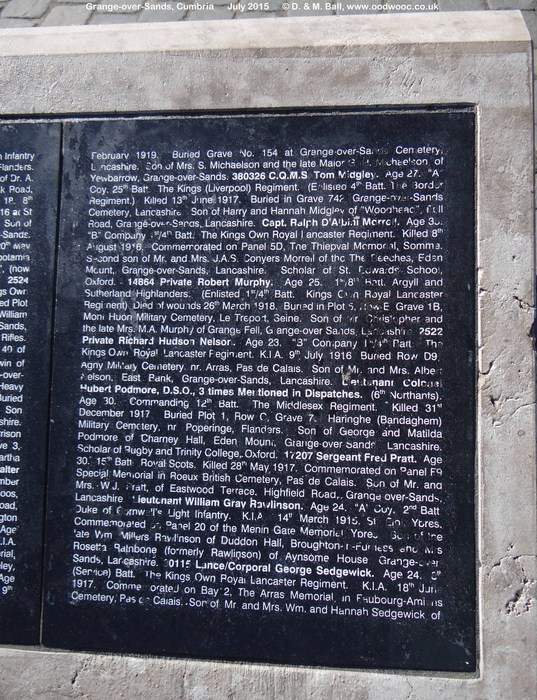 Grange-over-Sands, Cumbria July 2015 © D. & M. Ball, www.oodwooc.co.uk
February 1919. Buried Grave No. 154 at Grange-over-Sands Cemetery,
Lancashire. Son of Mrs. S. Michaelson and the late Major Michaelson, of
Yewbarrow, Grange-over-Sands. 380326 C.Q.M.S. Tom Midgley. Age 27. "A"
Coy. 25th Batt. The Kings (Liverpool) Regiment. (Enlisted 4th Batt. The Border
Regiment.) Killed 13th June 1917. Buried in Grave 742 Grange-over-Sands
Cemetery, Lancashire. Son of Harry and Hannah Midgley of "Woodhead", Fell
Road, Grange-over-Sands, Lancashire. Capt. Ralph D'Albini Morrell. Age 30.
"B" Company Batt. The Kings Own Royal Lancaster Regiment. Killed 8th
August 1916. Commemorated on Panel 5D, The Thiepval Memorial, Somme.
Second son of Mr. and Mrs. J.A.S. Conyers Morrell of the The Beeches, Eden
Mount, Grange-over-Sands, Lancashire. Scholar of St. Edwards School,
Oxford. 14864 Private Robert Murphy. Age 25. Batt. Argyll and
Sutherland Highlanders. (Enlisted 1st/4th Batt. Kings Own Royal Lancaster
Regiment) Died of wounds 26th March 1918. Buried in Plot 5, Row E Grave 1B,
Mont Huon Military Cemetery, Le Treport, Seine. Son of Mr. Christopher and
the late Mrs. M.A. Murphy of Grange Fell, Grange-over Sands, Lancashire. 2522
Private Richard Hudson Nelson. Age 23. "B" Company Batt. The
Kings Own Royal Lancaster Regiment. K.I.A. 9th July 1916 Buried Row D9,
Agny Military Cemetery, nr. Arras, Pas de Calais. Son of Mr. and Mrs. Albert
Nelson, East Bank, Grange-over-Sands, Lancashire. Lieutenant Colonel
Hubert Podmore, D.S.O., 3 times Mentioned in Dispatches. (6th Northants).
Age 30. Commanding 12th Batt. The Middlesex Regiment. Killed 31st
December 1917. Buried Plot 1, Row C, Grave 7. Haringhe (Bandaghem)
Military Cemetery, nr Poperinge, Flanders. Son of George and Matilda
Podmore of Charney Hall, Eden Mount, Grange-over Sands Lancashire.
Scholar of Rugby and Trinity College, Oxford. 17207 Sergeant Fred Pratt. Age
30. 15th Batt. Royal Scots. Killed 28th May 1917. Commemorated on Panel F9
Special Memorial in Roeux British Cemetery, Pas de Calais. Son of Mr. and
Mrs. W.J. Pratt, of Eastwood Terrace, Highfield Road, Grange over-Sands,
Lancashire. Lieutenant William Gray Rawlinson. Age 24. "A" Coy, 2nd Batt
Duke of Cornwall's Light Infantry. K.I.A. 14th March 1915, St. Eloi, Ypres.
Commemorated on Panel 20 of the Menin Gate Memorial Ypres. Son of the
late Wm Millers Rawlinson of Duddon Hall, Broughton-in-Furness and Mrs
Rosetta Rainbone (formerly Rawlinson) of Aynsome House Grange-over
Sands, Lancashire. 30115 Lance/Corporal George Sedgewick. Age 24.
(Service) Batt. The Kings Own Royal Lancaster Regiment. K.I.A. 18th June
1917. Commemorated on Bay 2, The Arras Memorial, in Faubourg-Amiens
Cemetery, Pas de Calais. Son of Mr. and Mrs. Wm. and Hannah Sedgewick of